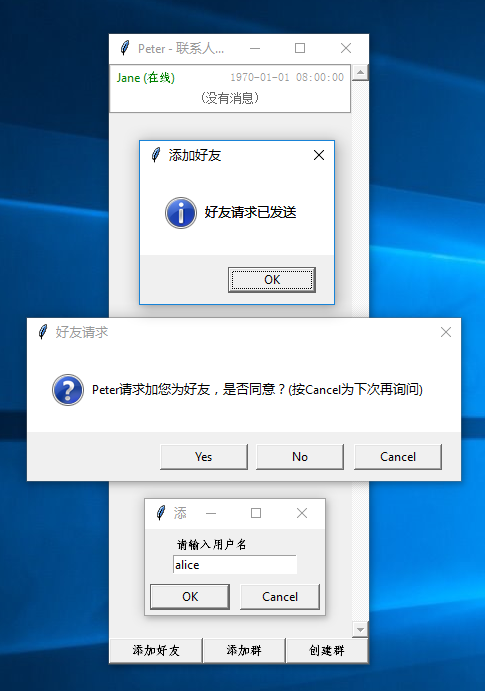 Peter - 联系人...
Jane (在线) 1970-01-01 08:00:00
(没有消息)
添加好友
好友请求已发送
OK
好友请求
Peter请求加您为好友，是否同意？(按Cancel为下次再询问)
Yes No Cancel
添
请输入用户名
alice
OK Cancel
添加好友 添加群 创建群